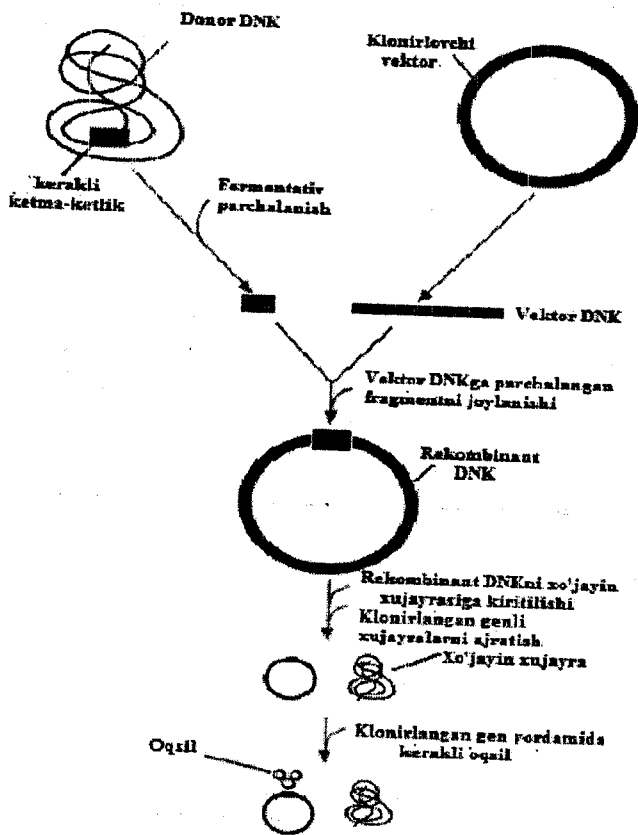 Donor DNK
Klonirlovchi
vektor
kerakli
ketma-ketlik
Fermentativ
parchalanish
Vektor DNK
Vektor DNKga parchalangan
fragmentni joylanishi
Rekombinant
DNK
Rekombinant DNKni xo'jayin
xujayrasiga kiritilishi
Klonirlangan genli
xujayralarni ajratish
Xo'jayin xujayra
Klonirlangan gen yordamida
kerakli oqsil
Oqsil